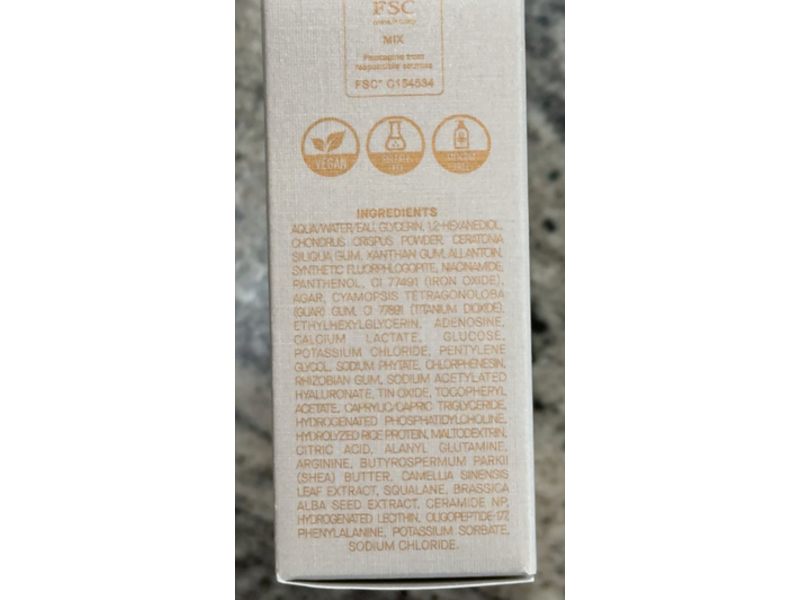 FSC
MIX
Packaging from
responsible sources
FSC® C154534
VEGAN
FREE
INGREDIENTS
AQUA/WATER/EAU, GLYCERIN, 1,2-HEXANEDIOL,
CHONDRUS CRISPUS POWDER, CERATONIA
SILIQUA GUM, XANTHAN GUM, ALLANTOIN,
SYNTHETIC FLUORPHLOGOPITE, NIACINAMIDE,
PANTHENOL, CI 77491 (IRON OXIDE),
AGAR, CYAMOPSIS TETRAGONOLOBA
(GUAR) GUM, CI 77891 (TITANIUM DIOXIDE),
ETHYLHEXYLGLYCERIN, ADENOSINE,
CALCIUM LACTATE, GLUCOSE,
POTASSIUM CHLORIDE, PENTYLENE
GLYCOL, SODIUM PHYTATE, CHLORPHENESIN,
RHIZOBIAN GUM, SODIUM ACETYLATED
HYALURONATE, TIN OXIDE, TOCOPHERYL
ACETATE, CAPRYLIC/CAPRIC TRIGLYCERIDE,
HYDROGENATED PHOSPHATIDYLCHOLINE,
HYDROLYZED RICE PROTEIN, MALTODEXTRIN,
CITRIC ACID, ALANYL GLUTAMINE,
ARGININE, BUTYROSPERMUM PARKII
(SHEA) BUTTER, CAMELLIA SINENSIS
LEAF EXTRACT, SQUALANE, BRASSICA
ALBA SEED EXTRACT, CERAMIDE NP,
HYDROGENATED LECITHIN, OLIGOPEPTIDE-177,
PHENYLALANINE, POTASSIUM SORBATE,
SODIUM CHLORIDE.